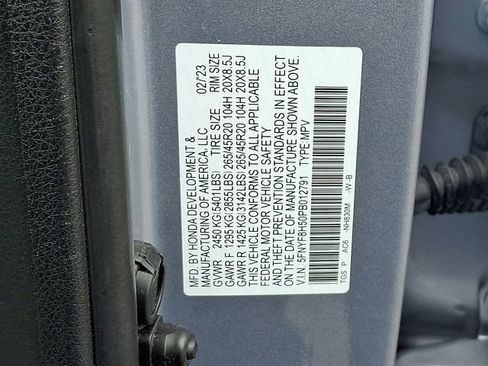 MFD. BY HONDA DEVELOPMENT & 02/'23
MANUFACTURING OF AMERICA, LLC
GVWR 2450 KG(5401LBS) TIRE SIZE RIM SIZE
GAWR F 1295 KG(2855LBS) 265/45R20 104H 20X8.5J
GAWR R 1425 KG(3142LBS) 265/45R20 104H 20X8.5J
THIS VEHICLE CONFORMS TO ALL APPLICABLE
FEDERAL MOTOR VEHICLE SAFETY
AND THEFT PREVENTION STANDARDS IN EFFECT
ON THE DATE OF MANUFACTURE SHOWN ABOVE.
V.I.N. 5FNYF8H50PB012791 TYPE: MPV
TGS P AC6 -NH830M -W-B